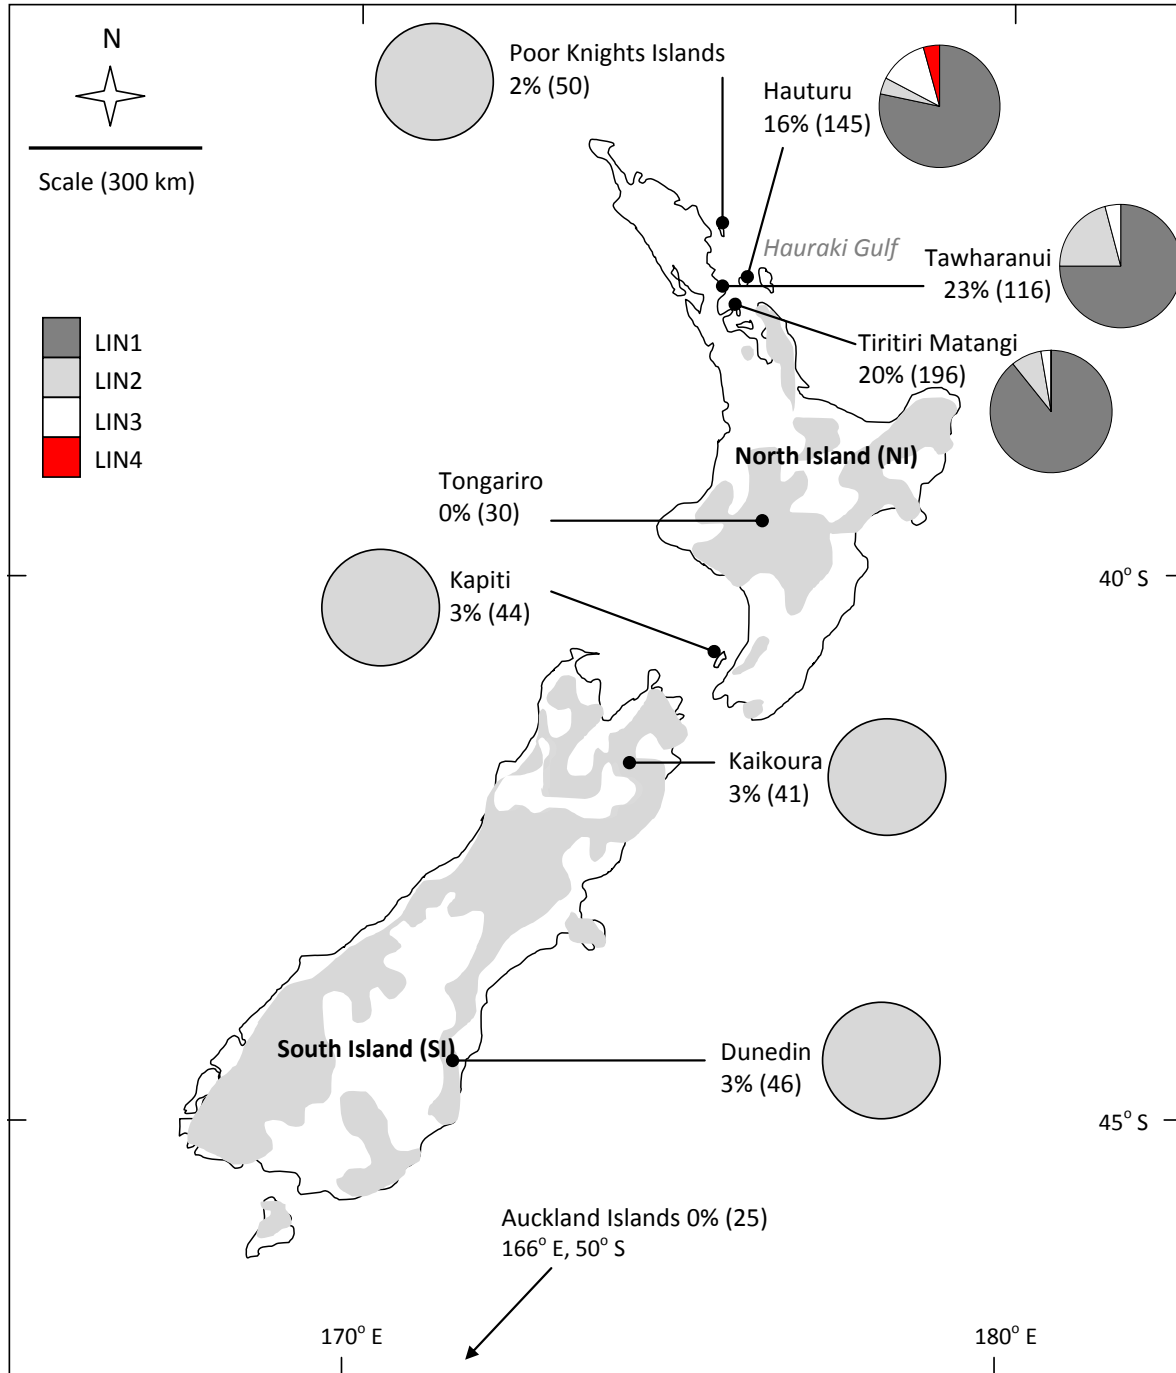 N
Scale (300 km)
Poor Knights Islands
2% (50)
Hauturu
16% (145)
Hauraki Gulf
Tawharanui
23% (116)
Tiritiri Matangi
20% (196)
LIN1
LIN2
LIN3
LIN4
North Island (NI)
Tongariro
0% (30)
Kapiti
3% (44)
40° S
Kaikoura
3% (41)
South Island (SI)
Dunedin
3% (46)
45° S
Auckland Islands 0% (25)
166° E, 50° S
170° E
180° E